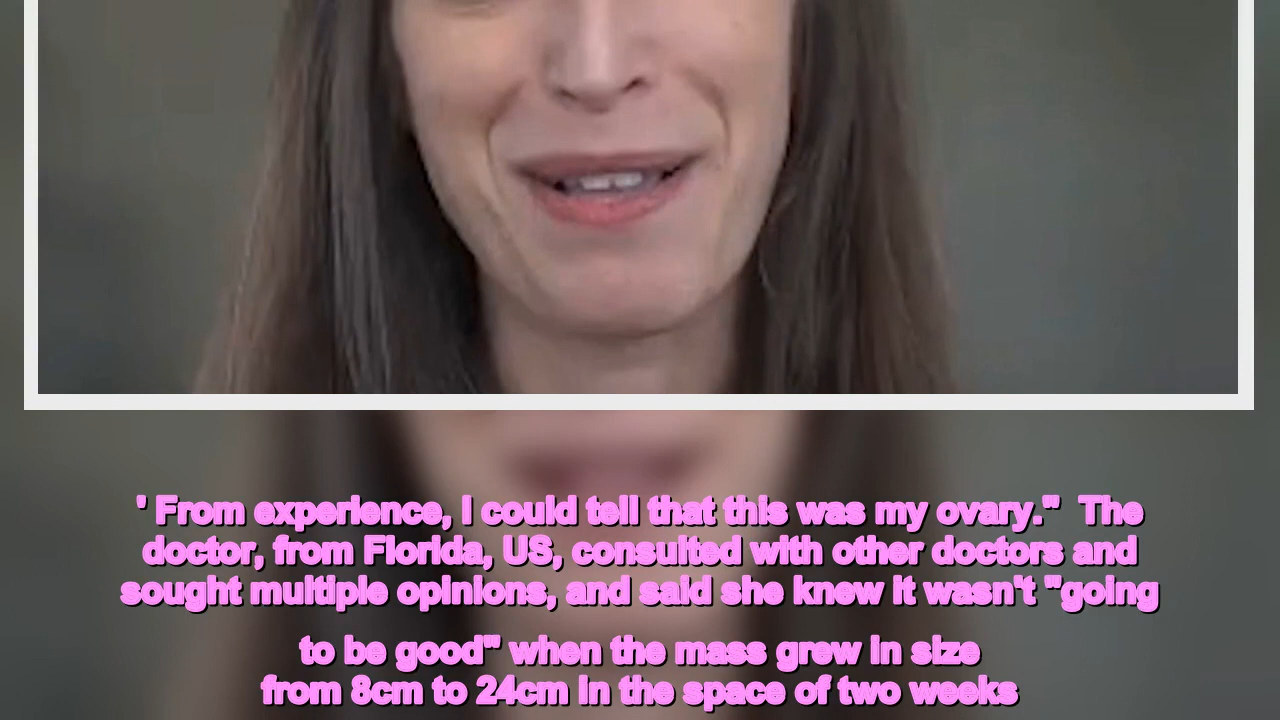 ' From experience, I could tell that this was my ovary."  The
doctor, from Florida, US, consulted with other doctors and
sought multiple opinions, and said she knew it wasn't "going
to be good" when the mass grew in size
from 8cm to 24cm in the space of two weeks